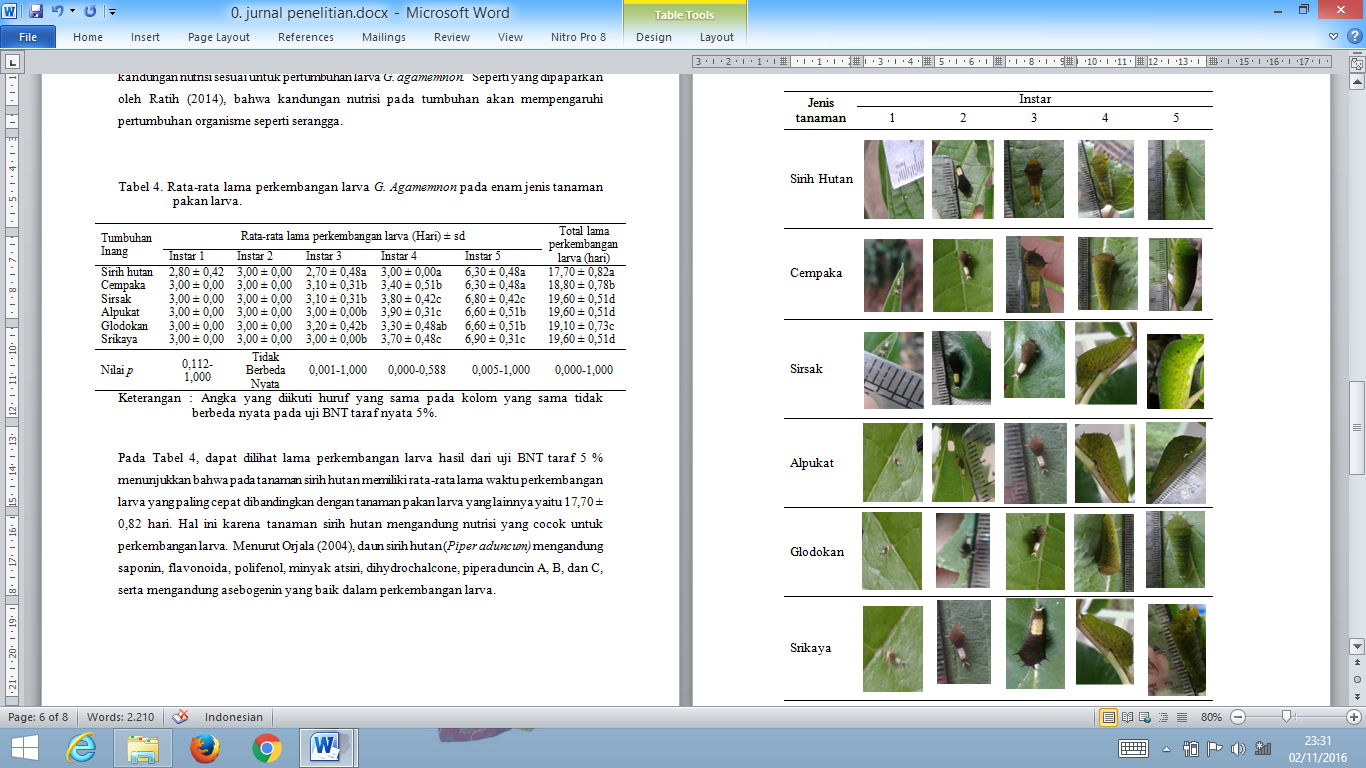 0. jurnal penelitian.docx - Microsoft Word
Table Tools
File Home Insert Page Layout References Mailings Review View Nitro Pro 8 Design Layout
kandungan nutrisi sesuai untuk pertumbuhan larva G. agamemnon. Seperti yang dipaparkan
oleh Ratih (2014), bahwa kandungan nutrisi pada tumbuhan akan mempengaruhi
pertumbuhan organisme seperti serangga.
Tabel 4. Rata-rata lama perkembangan larva G. Agamemnon pada enam jenis tanaman
pakan larva.
Tumbuhan Inang
Rata-rata lama perkembangan larva (Hari) ± sd
Total lama perkembangan larva (hari)
Instar 1 Instar 2 Instar 3 Instar 4 Instar 5
Sirih hutan 2,80 ± 0,42 3,00 ± 0,00 2,70 ± 0,48a 3,00 ± 0,00a 6,30 ± 0,48a 17,70 ± 0,82a
Cempaka 3,00 ± 0,00 3,00 ± 0,00 3,10 ± 0,31b 3,40 ± 0,51b 6,30 ± 0,48a 18,80 ± 0,78b
Sirsak 3,00 ± 0,00 3,00 ± 0,00 3,10 ± 0,31b 3,80 ± 0,42c 6,80 ± 0,42c 19,60 ± 0,51d
Alpukat 3,00 ± 0,00 3,00 ± 0,00 3,00 ± 0,00b 3,90 ± 0,31c 6,60 ± 0,51b 19,60 ± 0,51d
Glodokan 3,00 ± 0,00 3,00 ± 0,00 3,20 ± 0,42b 3,30 ± 0,48ab 6,60 ± 0,51b 19,10 ± 0,73c
Srikaya 3,00 ± 0,00 3,00 ± 0,00 3,00 ± 0,00b 3,70 ± 0,48c 6,90 ± 0,31c 19,60 ± 0,51d
Nilai p 0,112-1,000 Tidak Berbeda Nyata 0,001-1,000 0,000-0,588 0,005-1,000 0,000-1,000
Keterangan : Angka yang diikuti huruf yang sama pada kolom yang sama tidak
berbeda nyata pada uji BNT taraf nyata 5%.
Pada Tabel 4, dapat dilihat lama perkembangan larva hasil dari uji BNT taraf 5 %
menunjukkan bahwa pada tanaman sirih hutan memiliki rata-rata lama waktu perkembangan
larva yang paling cepat dibandingkan dengan tanaman pakan larva yang lainnya yaitu 17,70 ±
0,82 hari. Hal ini karena tanaman sirih hutan mengandung nutrisi yang cocok untuk
perkembangan larva. Menurut Orjala (2004), daun sirih hutan (Piper aduncum) mengandung
saponin, flavonoida, polifenol, minyak atsiri, dihydrochalcone, piperaduncin A, B, dan C,
serta mengandung asebogenin yang baik dalam perkembangan larva.
Jenis tanaman
Instar
1 2 3 4 5
Sirih Hutan
Cempaka
Sirsak
Alpukat
Glodokan
Srikaya
Page: 6 of 8 Words: 2.210 Indonesian 80%
23:31
02/11/2016